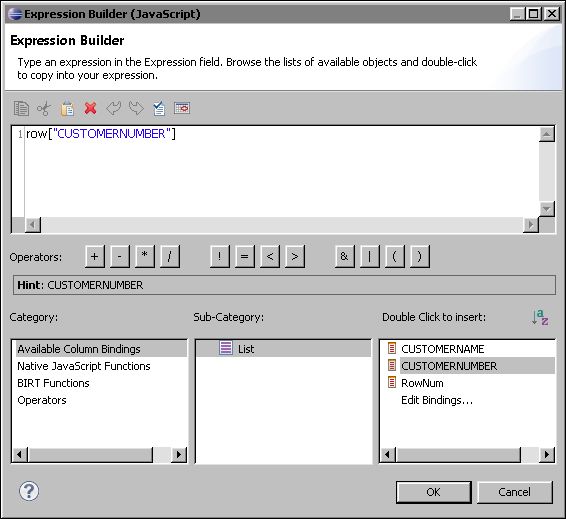 Expression Builder (JavaScript)
Expression Builder
Type an expression in the Expression field. Browse the lists of available objects and double-click
to copy into your expression.
1 row["CUSTOMERNUMBER"]
Operators: + - * / ! = < > & | ( )
Hint: CUSTOMERNUMBER
Category: Sub-Category: Double Click to insert: a z
Available Column Bindings List CUSTOMERNAME
Native JavaScript Functions CUSTOMERNUMBER
BIRT Functions RowNum
Operators Edit Bindings...
? OK Cancel